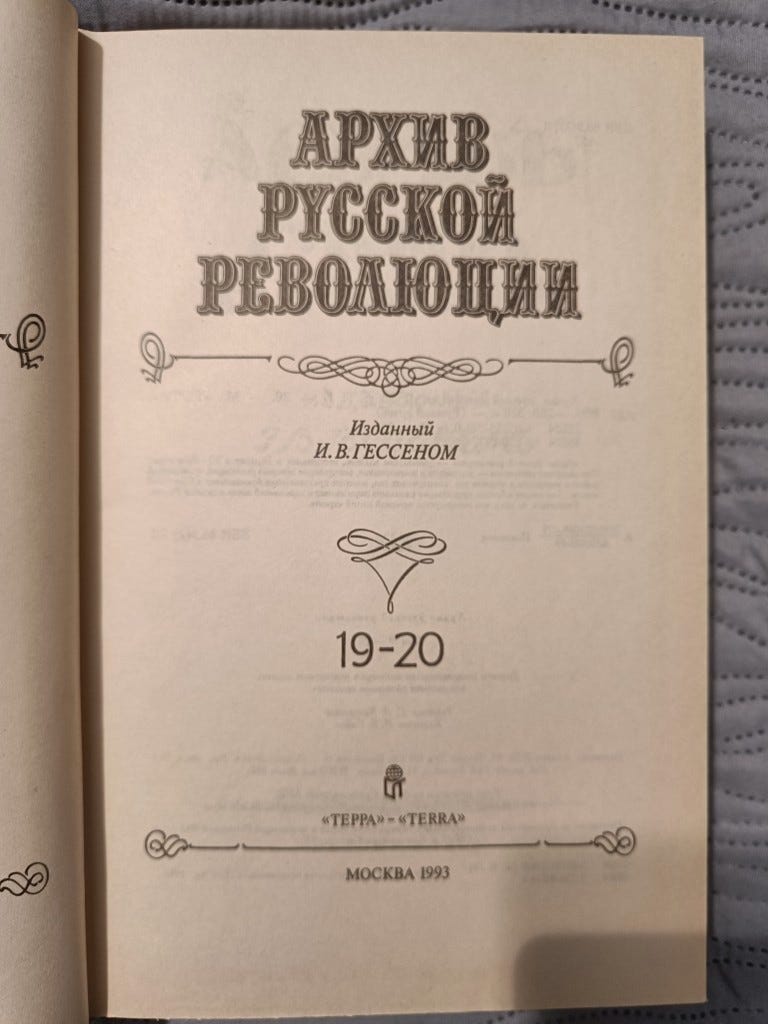 АРХИВ
РУССКОЙ
РЕВОЛЮЦИИ
Изданный
И. В. ГЕССЕНОМ
19-20
«ТЕРРА» – «TERRA»
МОСКВА 1993